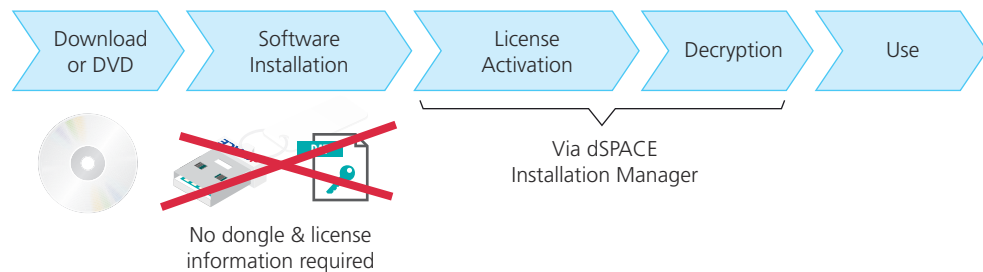 Download
or DVD
Software
Installation
License
Activation
Decryption
Use
Via dSPACE
Installation Manager
No dongle & license
information required